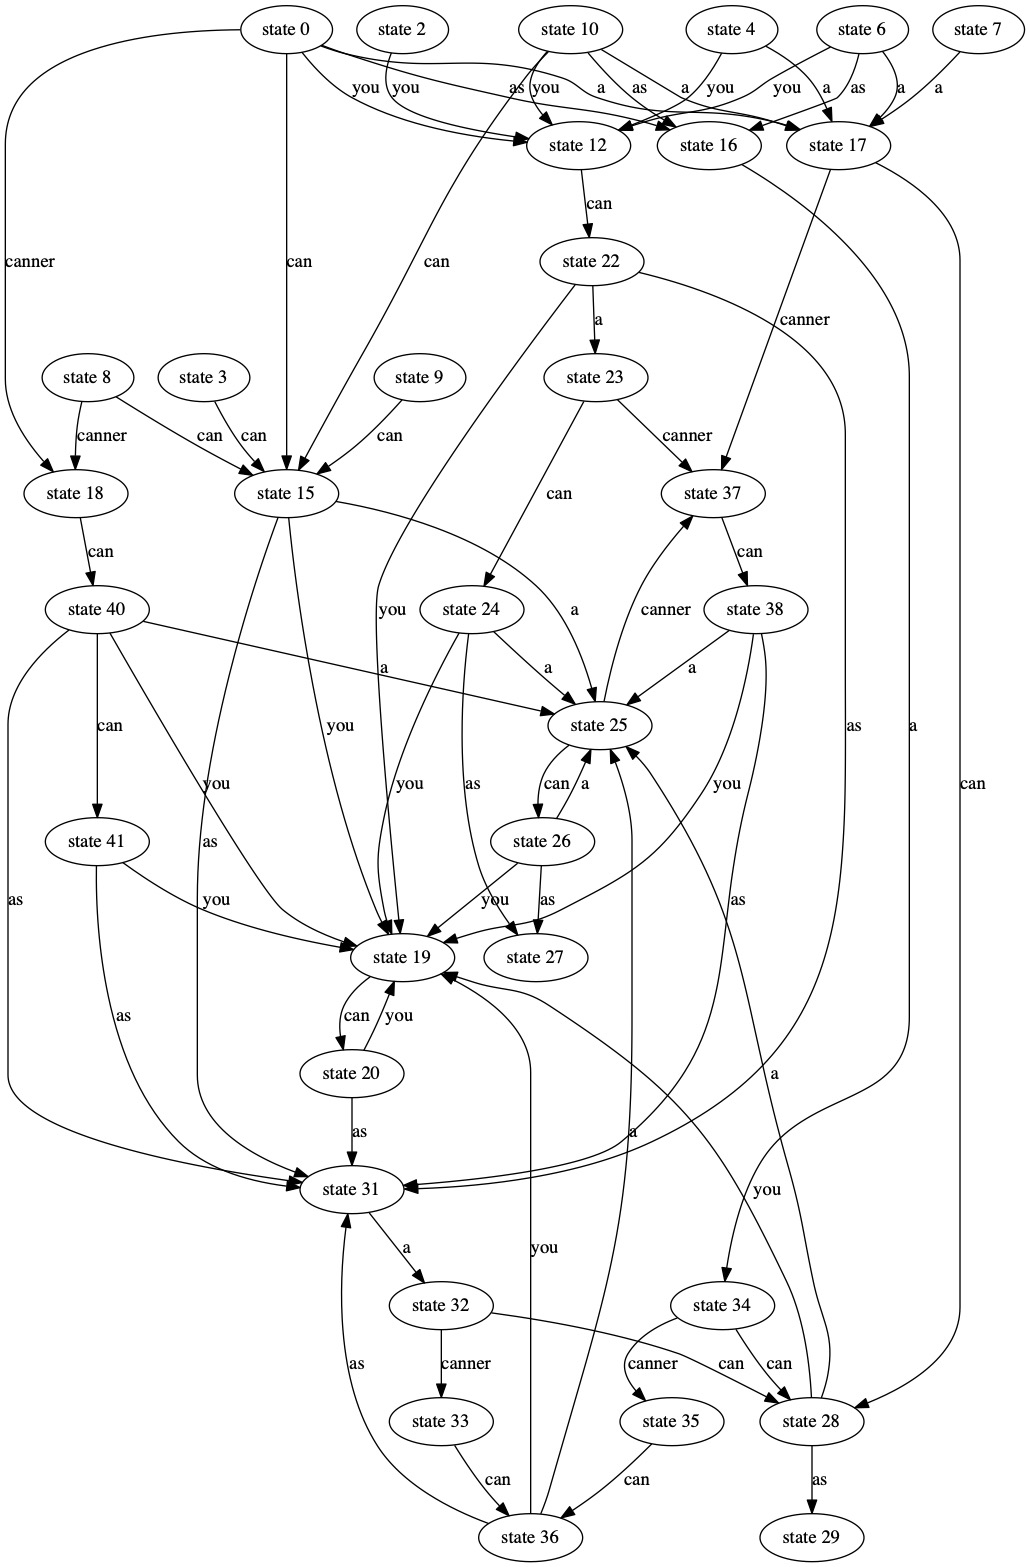 state 0 state 2 state 10 state 4 state 6 state 7
you you as a you as a you a you as a a
state 12 state 16 state 17
can
canner can can state 22
a canner
state 8 state 3 state 9 state 23
canner can can can canner
state 18 state 15 can state 37
can can
state 40 you state 24 a canner state 38
a a a
can you state 25 as a
you you as can a you can
state 41 as state 26
as you you as as
state 19 state 27
as can you
state 20 a
as a
state 31 you
a you
state 32 state 34
as canner can canner can
state 33 state 35 state 28
can can as
state 36 state 29